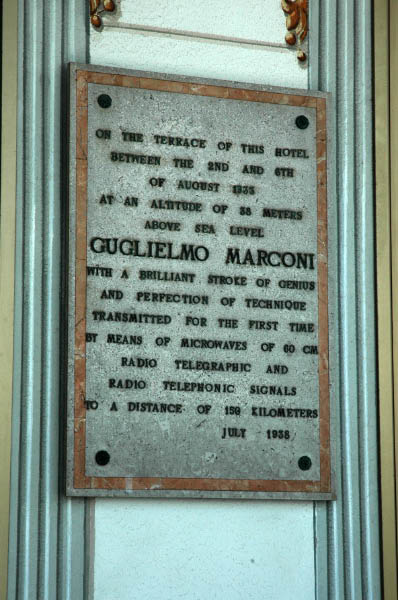 ON THE TERRACE OF THIS HOTEL
BETWEEN THE 2ND AND 6TH
OF AUGUST 1933
AT AN ALTITUDE OF 38 METERS
ABOVE SEA LEVEL
GUGLIELMO MARCONI
WITH A BRILLIANT STROKE OF GENIUS
AND PERFECTION OF TECHNIQUE
TRANSMITTED FOR THE FIRST TIME
BY MEANS OF MICROWAVES OF 60 CM
RADIO TELEGRAPHIC AND
RADIO TELEPHONIC SIGNALS
TO A DISTANCE OF 150 KILOMETERS
JULY 1938